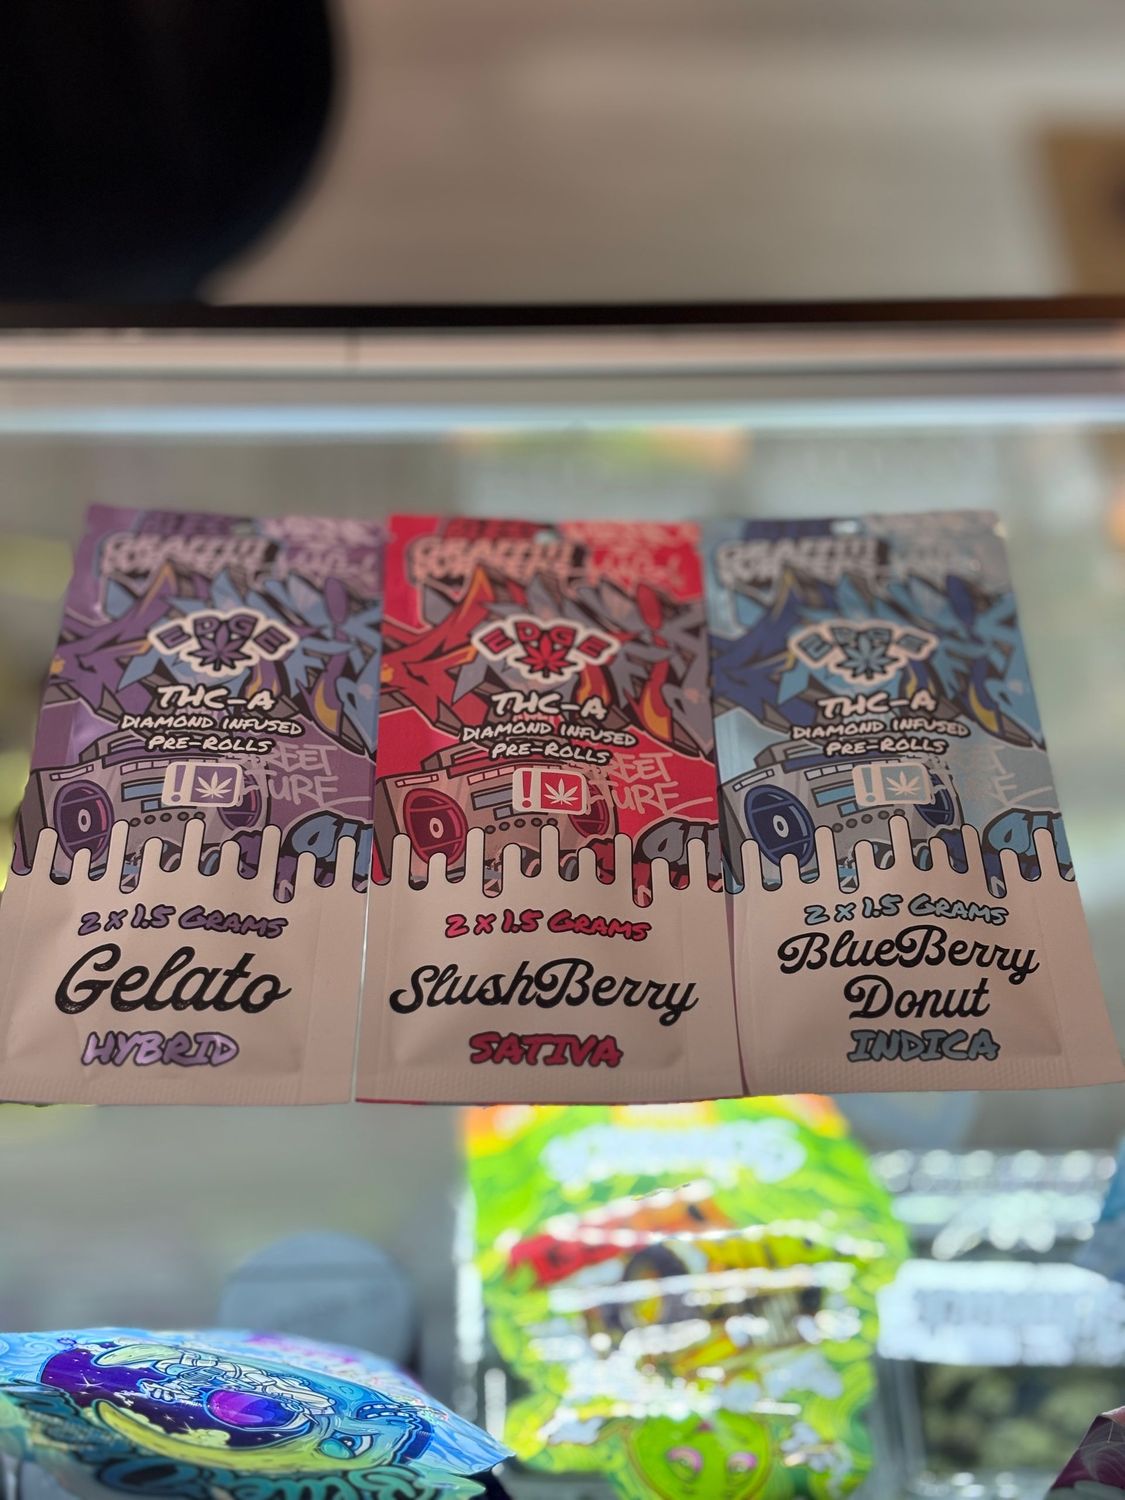 EDGE
THC-A
DIAMOND INFUSED
PRE-ROLLS
!
2 x 1.5 GRAMS
Gelato
HYBRID
EDGE
THC-A
DIAMOND INFUSED
PRE-ROLLS
!
2 x 1.5 GRAMS
SlushBerry
SATIVA
EDGE
THC-A
DIAMOND INFUSED
PRE-ROLLS
!
2 x 1.5 GRAMS
BlueBerry
Donut
INDICA